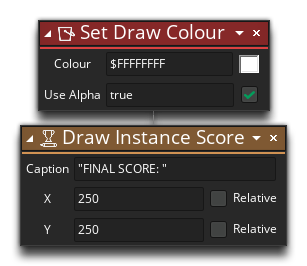 Set Draw Colour
Colour $FFFFFFFF
Use Alpha true
Draw Instance Score
Caption "FINAL SCORE: "
X 250 Relative
Y 250 Relative